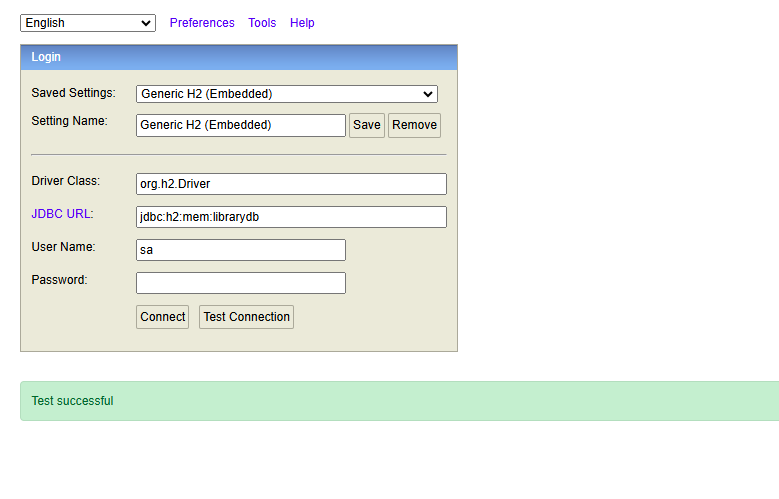 English Preferences Tools Help
Login
Saved Settings: Generic H2 (Embedded)
Setting Name: Generic H2 (Embedded) Save Remove
Driver Class: org.h2.Driver
JDBC URL: jdbc:h2:mem:librarydb
User Name: sa
Password:
Connect Test Connection
Test successful